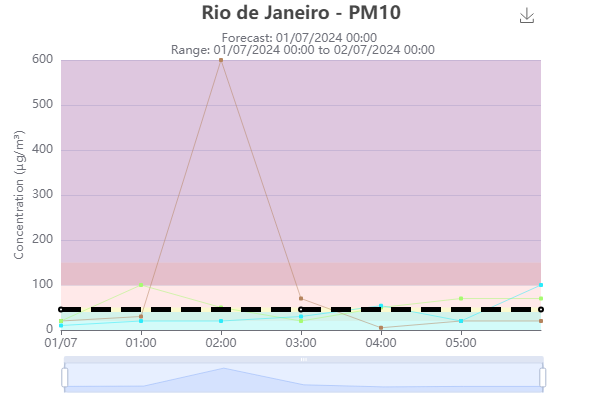 Rio de Janeiro - PM10
Forecast: 01/07/2024 00:00
Range: 01/07/2024 00:00 to 02/07/2024 00:00
Concentration (µg/m³)
600
500
400
300
200
100
0
01/07 01:00 02:00 03:00 04:00 05:00